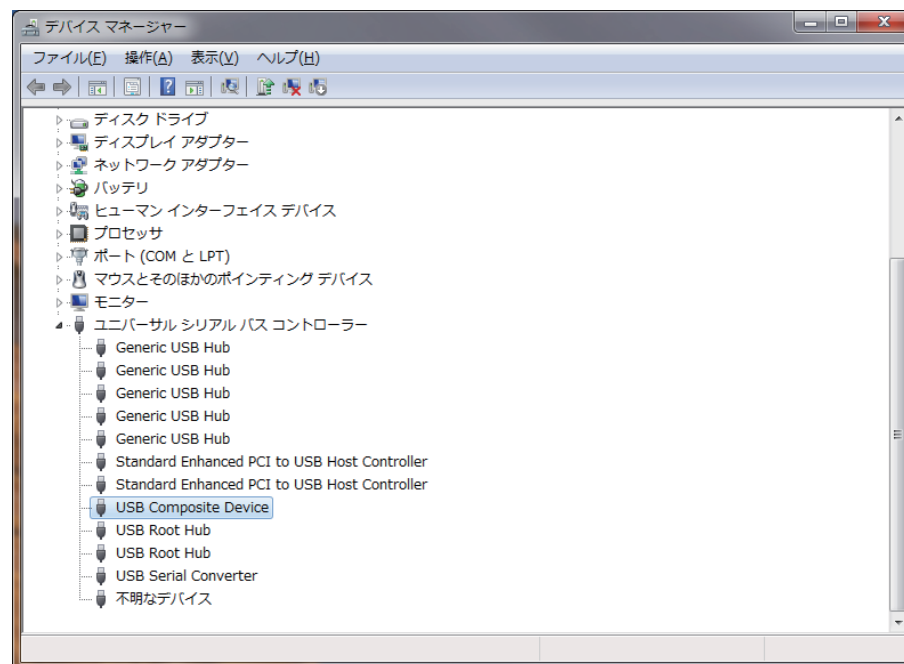 デバイス マネージャー
ファイル(F) 操作(A) 表示(V) ヘルプ(H)
ディスク ドライブ
ディスプレイ アダプター
ネットワーク アダプター
バッテリ
ヒューマン インターフェイス デバイス
プロセッサ
ポート (COM と LPT)
マウスとそのほかのポインティング デバイス
モニター
ユニバーサル シリアル バス コントローラー
Generic USB Hub
Generic USB Hub
Generic USB Hub
Generic USB Hub
Generic USB Hub
Standard Enhanced PCI to USB Host Controller
Standard Enhanced PCI to USB Host Controller
USB Composite Device
USB Root Hub
USB Root Hub
USB Serial Converter
不明なデバイス